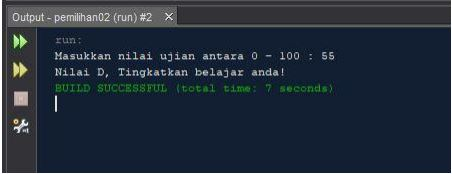 Output - pemilihan02 (run) #2
run:
Masukkan nilai ujian antara 0 - 100 : 55
Nilai D, Tingkatkan belajar anda!
BUILD SUCCESSFUL (total time: 7 seconds)